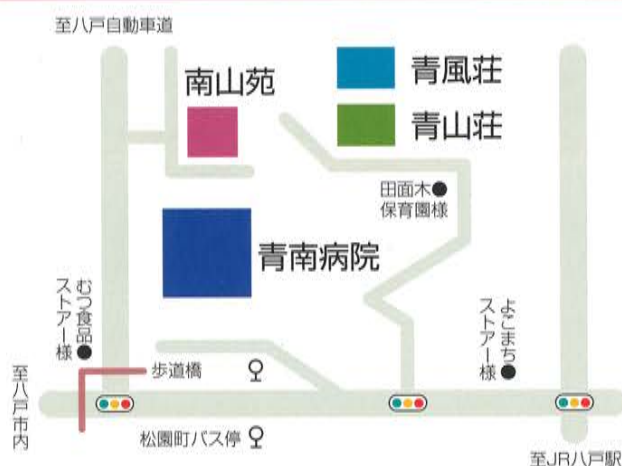 至八戸自動車道
南山苑
青風荘
青山荘
田面木
保育園様
青南病院
むつ食品
ストアー様
よこまち
ストアー様
歩道橋
至八戸市内
松園町バス停
至JR八戸駅